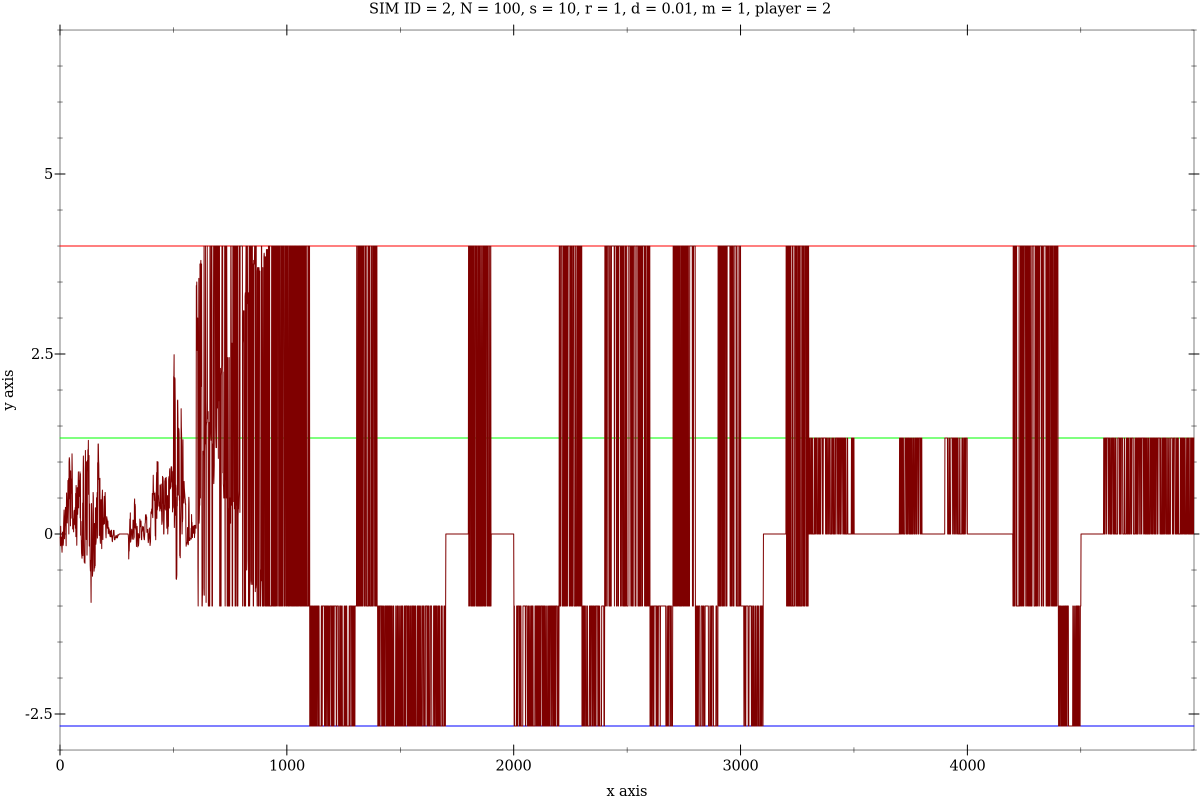 SIM ID = 2, N = 100, s = 10, r = 1, d = 0.01, m = 1, player = 2
5
2.5
0
-2.5
y axis
0 1000 2000 3000 4000
x axis